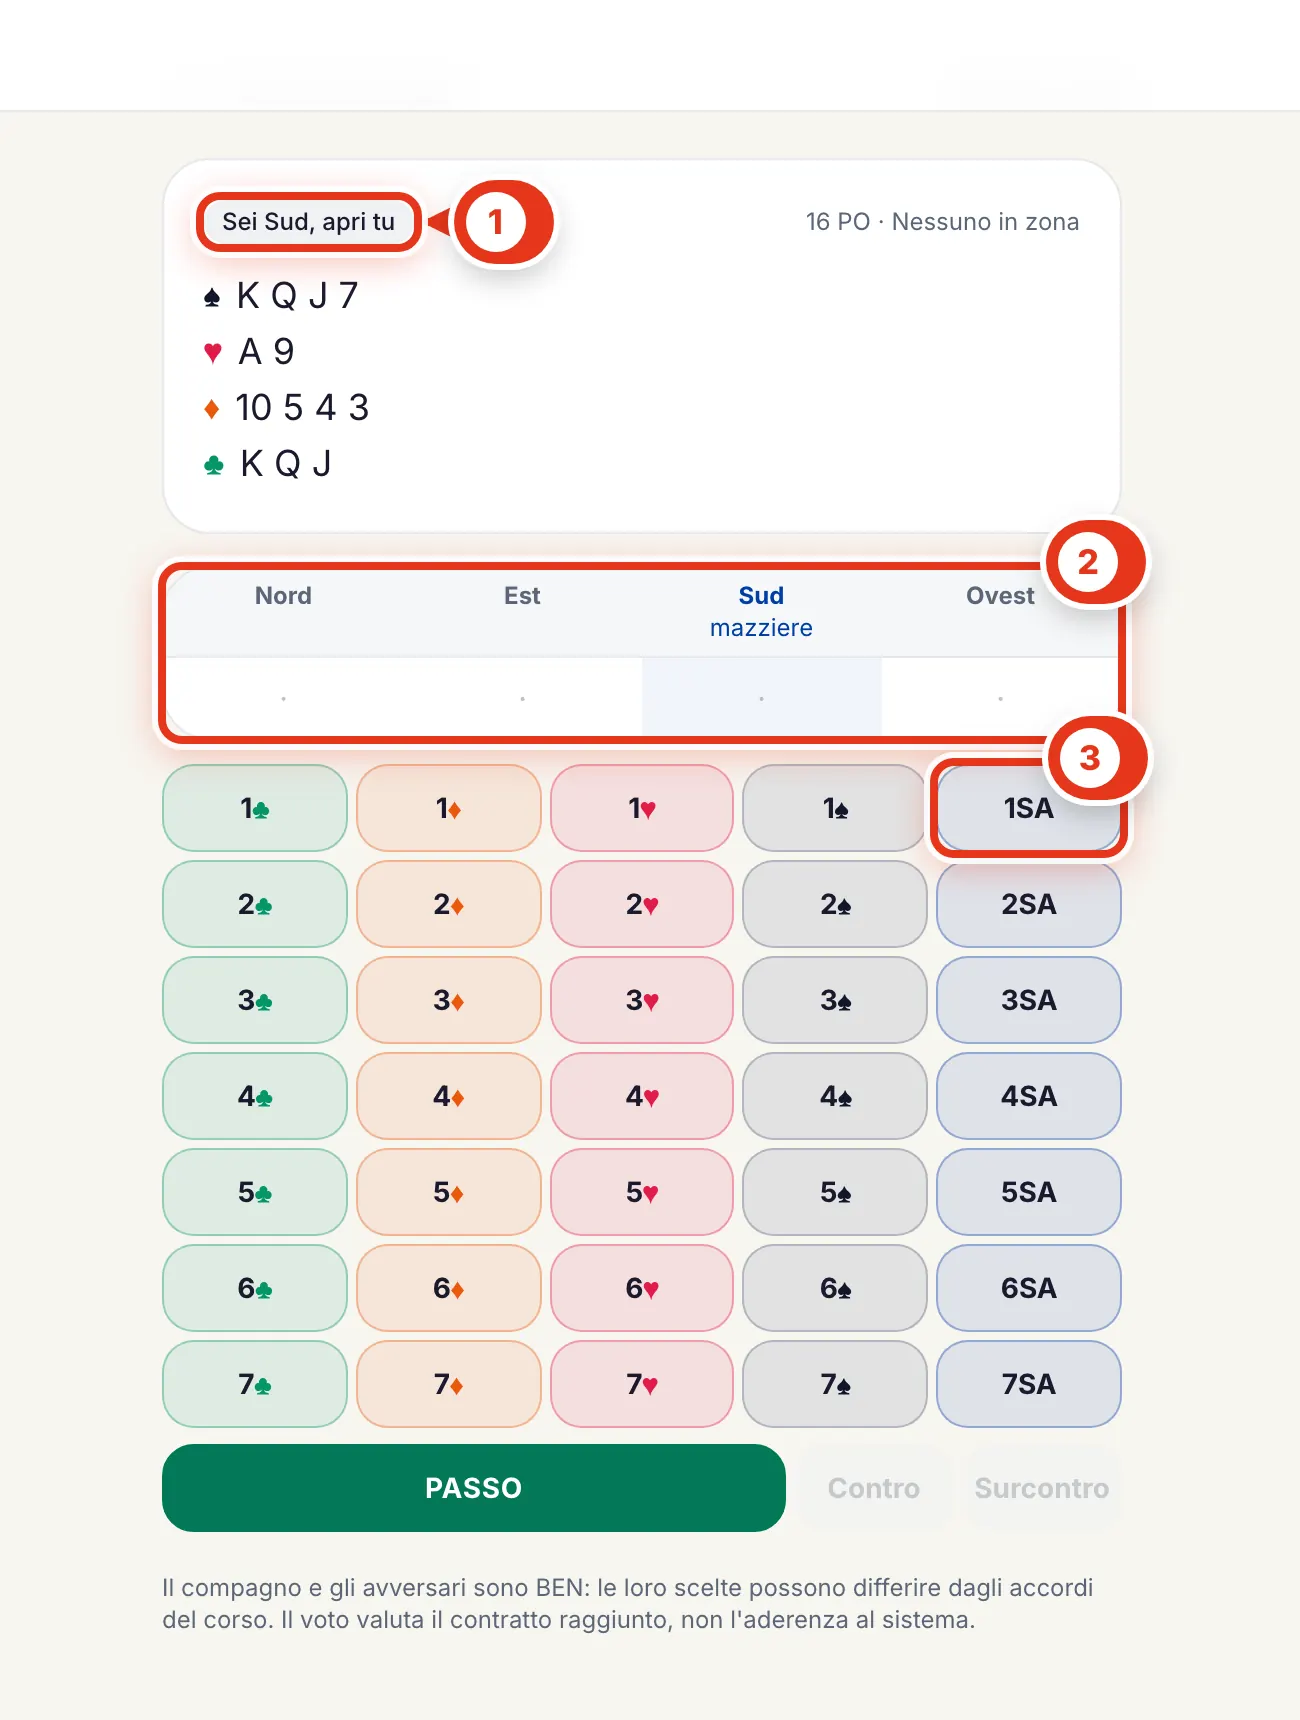 Sei Sud, apri tu
1
16 PO · Nessuno in zona
♠ K Q J 7
♥ A 9
♦ 10 5 4 3
♣ K Q J
2
Nord Est Sud Ovest
mazziere
· · · ·
3
1♣ 1♦ 1♥ 1♠ 1SA
2♣ 2♦ 2♥ 2♠ 2SA
3♣ 3♦ 3♥ 3♠ 3SA
4♣ 4♦ 4♥ 4♠ 4SA
5♣ 5♦ 5♥ 5♠ 5SA
6♣ 6♦ 6♥ 6♠ 6SA
7♣ 7♦ 7♥ 7♠ 7SA
PASSO Contro Surcontro
Il compagno e gli avversari sono BEN: le loro scelte possono differire dagli accordi
del corso. Il voto valuta il contratto raggiunto, non l'aderenza al sistema.